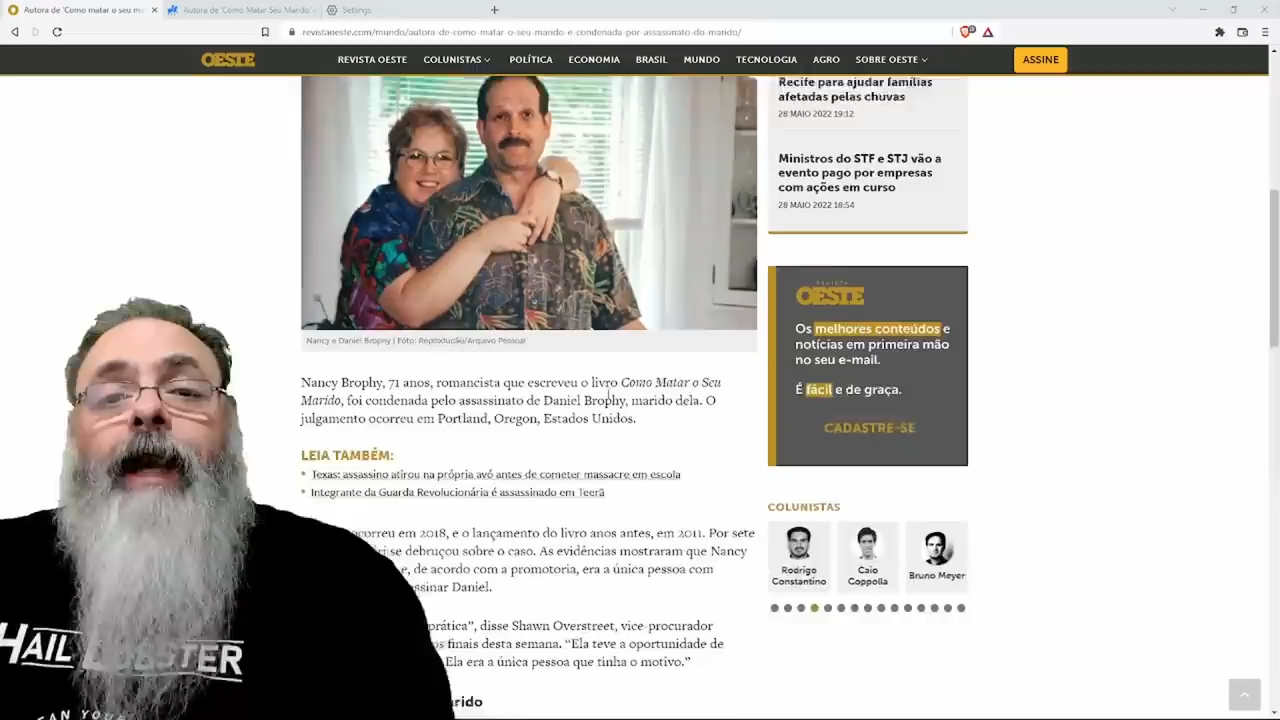 Autora de 'Como matar o seu ma
Autora de 'Como Matar Seu Marido'
Settings
revistaoeste.com/mundo/autora-de-como-matar-o-seu-marido-e-condenada-por-assassinato-do-marido/
OESTE
REVISTA OESTE
COLUNISTAS
POLÍTICA
ECONOMIA
BRASIL
MUNDO
TECNOLOGIA
AGRO
SOBRE OESTE
ASSINE
Recife para ajudar famílias
afetadas pelas chuvas
28 MAIO 2022 19:12
Ministros do STF e STJ vão a
evento pago por empresas
com ações em curso
28 MAIO 2022 18:54
Nancy e Daniel Brophy | Foto: Reprodução/Arquivo Pessoal
Nancy Brophy, 71 anos, romancista que escreveu o livro Como Matar o Seu
Marido, foi condenada pelo assassinato de Daniel Brophy, marido dela. O
julgamento ocorreu em Portland, Oregon, Estados Unidos.
LEIA TAMBÉM:
Texas: assassino atirou na própria avó antes de cometer massacre em escola
Integrante da Guarda Revolucionária é assassinado em Teerã
ocorreu em 2018, e o lançamento do livro anos antes, em 2011. Por sete
se debruçou sobre o caso. As evidências mostraram que Nancy
e, de acordo com a promotoria, era a única pessoa com
ssinar Daniel.
prática”, disse Shawn Overstreet, vice-procurador
finais desta semana. “Ela teve a oportunidade de
Ela era a única pessoa que tinha o motivo.”
rido
REVISTA
OESTE
Os melhores conteúdos e
notícias em primeira mão
no seu e-mail.
É fácil e de graça.
CADASTRE-SE
COLUNISTAS
Rodrigo
Constantino
Caio
Coppolla
Bruno Meyer
HAIL LOBSTER
CAN YOU